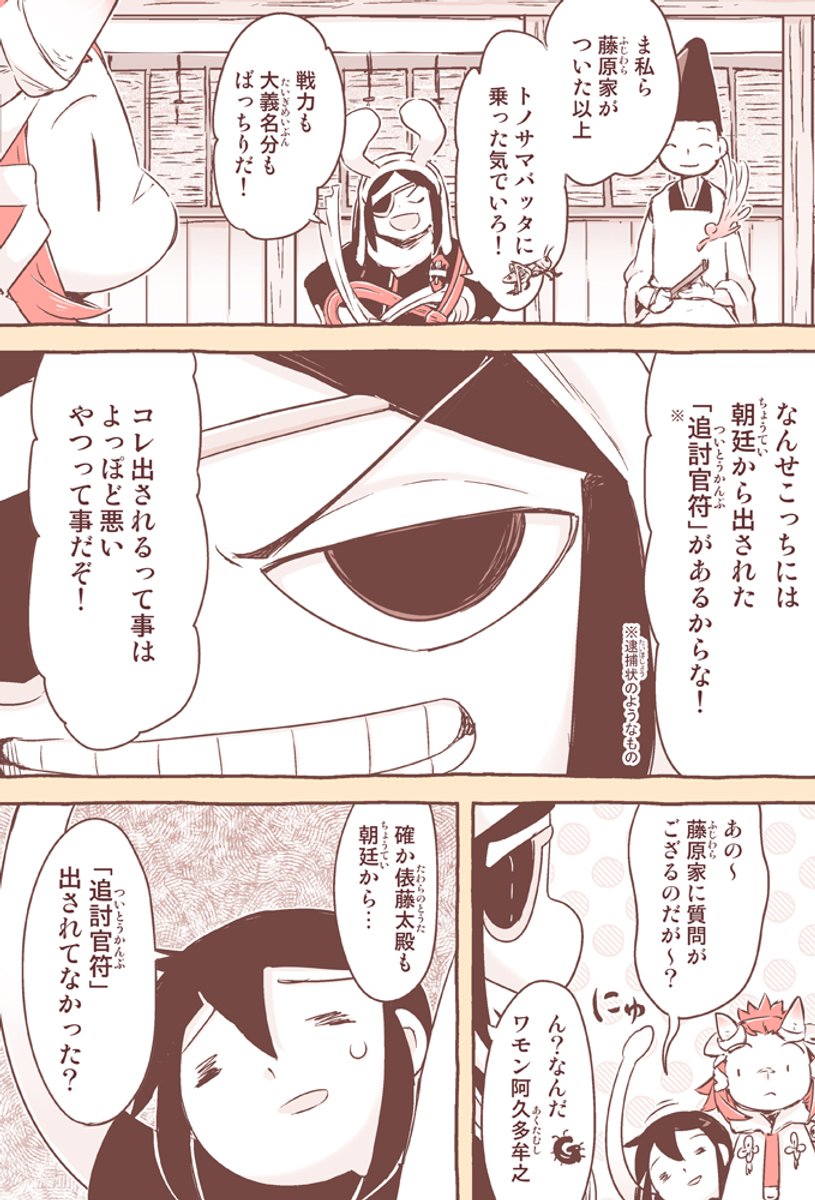 ま私ら
藤原家が
ついた以上
トノサマバッタに
乗った気でいろ!
戦力も
大義名分も
ばっちりだ!
なんせこっちには
朝廷から出された
「追討官符」があるからな!
※
※逮捕状のようなもの
コレ出されるって事は
よっぽど悪い
やつって事だぞ!
あの〜
藤原家に質問が
ござるのだが〜?
にゅ
ん?なんだ
ワモン阿久多牟之
確か俵藤太殿も
朝廷から…
「追討官符」
出されてなかった?